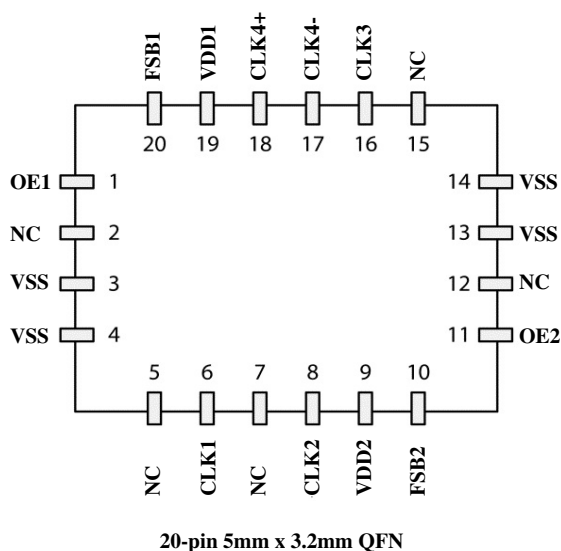 FSB1 VDD1 CLK4+ CLK4- CLK3 NC
20 19 18 17 16 15
OE1 1 14 VSS
NC 2 13 VSS
VSS 3 12 NC
VSS 4 11 OE2
5 6 7 8 9 10
NC CLK1 NC CLK2 VDD2 FSB2
20-pin 5mm x 3.2mm QFN